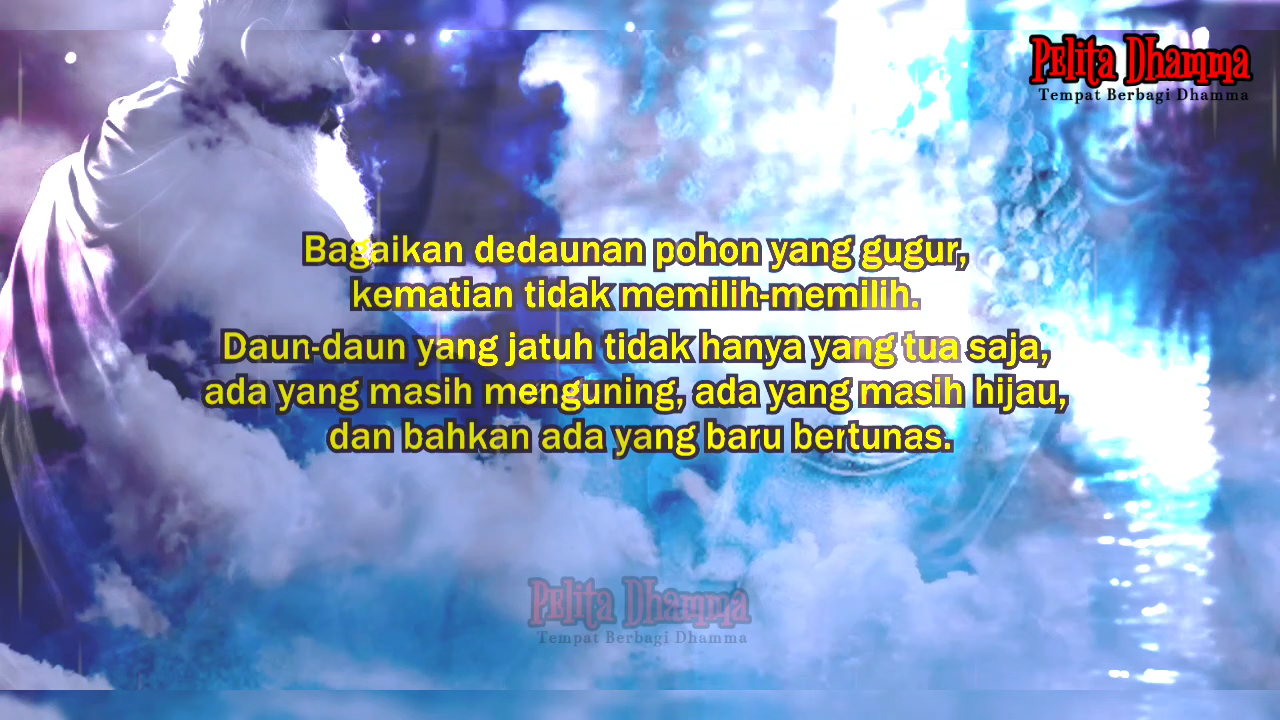 Pelita Dhamma
Tempat Berbagi Dhamma
Bagaikan dedaunan pohon yang gugur,
kematian tidak memilih-memilih.
Daun-daun yang jatuh tidak hanya yang tua saja,
ada yang masih menguning, ada yang masih hijau,
dan bahkan ada yang baru bertunas.
Pelita Dhamma
Tempat Berbagi Dhamma